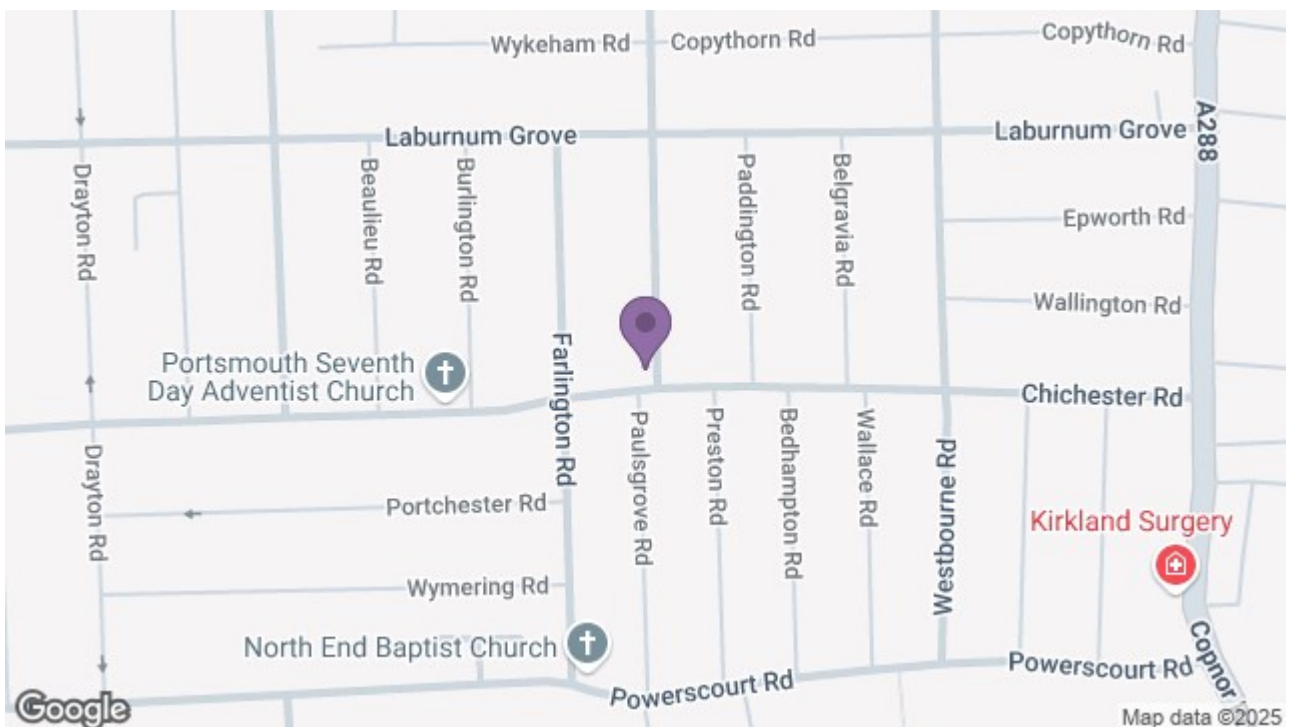 Wykeham Rd
Copythorn Rd
Copythorn Rd
Laburnum Grove
Laburnum Grove
A288
Drayton Rd
Beaulieu Rd
Burlington Rd
Paddington Rd
Belgravia Rd
Epworth Rd
Wallington Rd
Portsmouth Seventh
Day Adventist Church
Farlington Rd
Chichester Rd
Paulsgrove Rd
Preston Rd
Bedhampton Rd
Wallace Rd
Westbourne Rd
Drayton Rd
Portchester Rd
Kirkland Surgery
Wymering Rd
North End Baptist Church
Powerscourt Rd
Powerscourt Rd
Copnor
Google
Map data ©2025